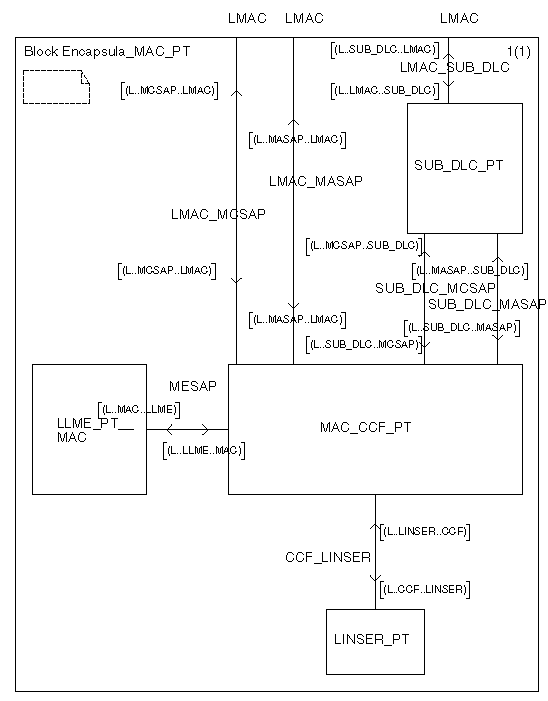 LMAC LMAC LMAC
Block Encapsula_MAC_PT
1(1)
[(L..SUB_DLC..LMAC)]
LMAC_SUB_DLC
[(L..MCSAP..LMAC)]
[(L..LMAC..SUB_DLC)]
[(L..MASAP..LMAC)]
SUB_DLC_PT
LMAC_MASAP
LMAC_MCSAP
[(L..MCSAP..SUB_DLC)]
[(L..MCSAP..LMAC)]
[(L..MASAP..SUB_DLC)]
SUB_DLC_MCSAP
SUB_DLC_MASAP
[(L..MASAP..LMAC)]
[(L..SUB_DLC..MASAP)]
[(L..SUB_DLC..MCSAP)]
MESAP
[(L..MAC..LLME)]
LLME_PT__
MAC
MAC_CCF_PT
[(L..LLME..MAC)]
[(L..LINSER..CCF)]
CCF_LINSER
[(L..CCF..LINSER)]
LINSER_PT